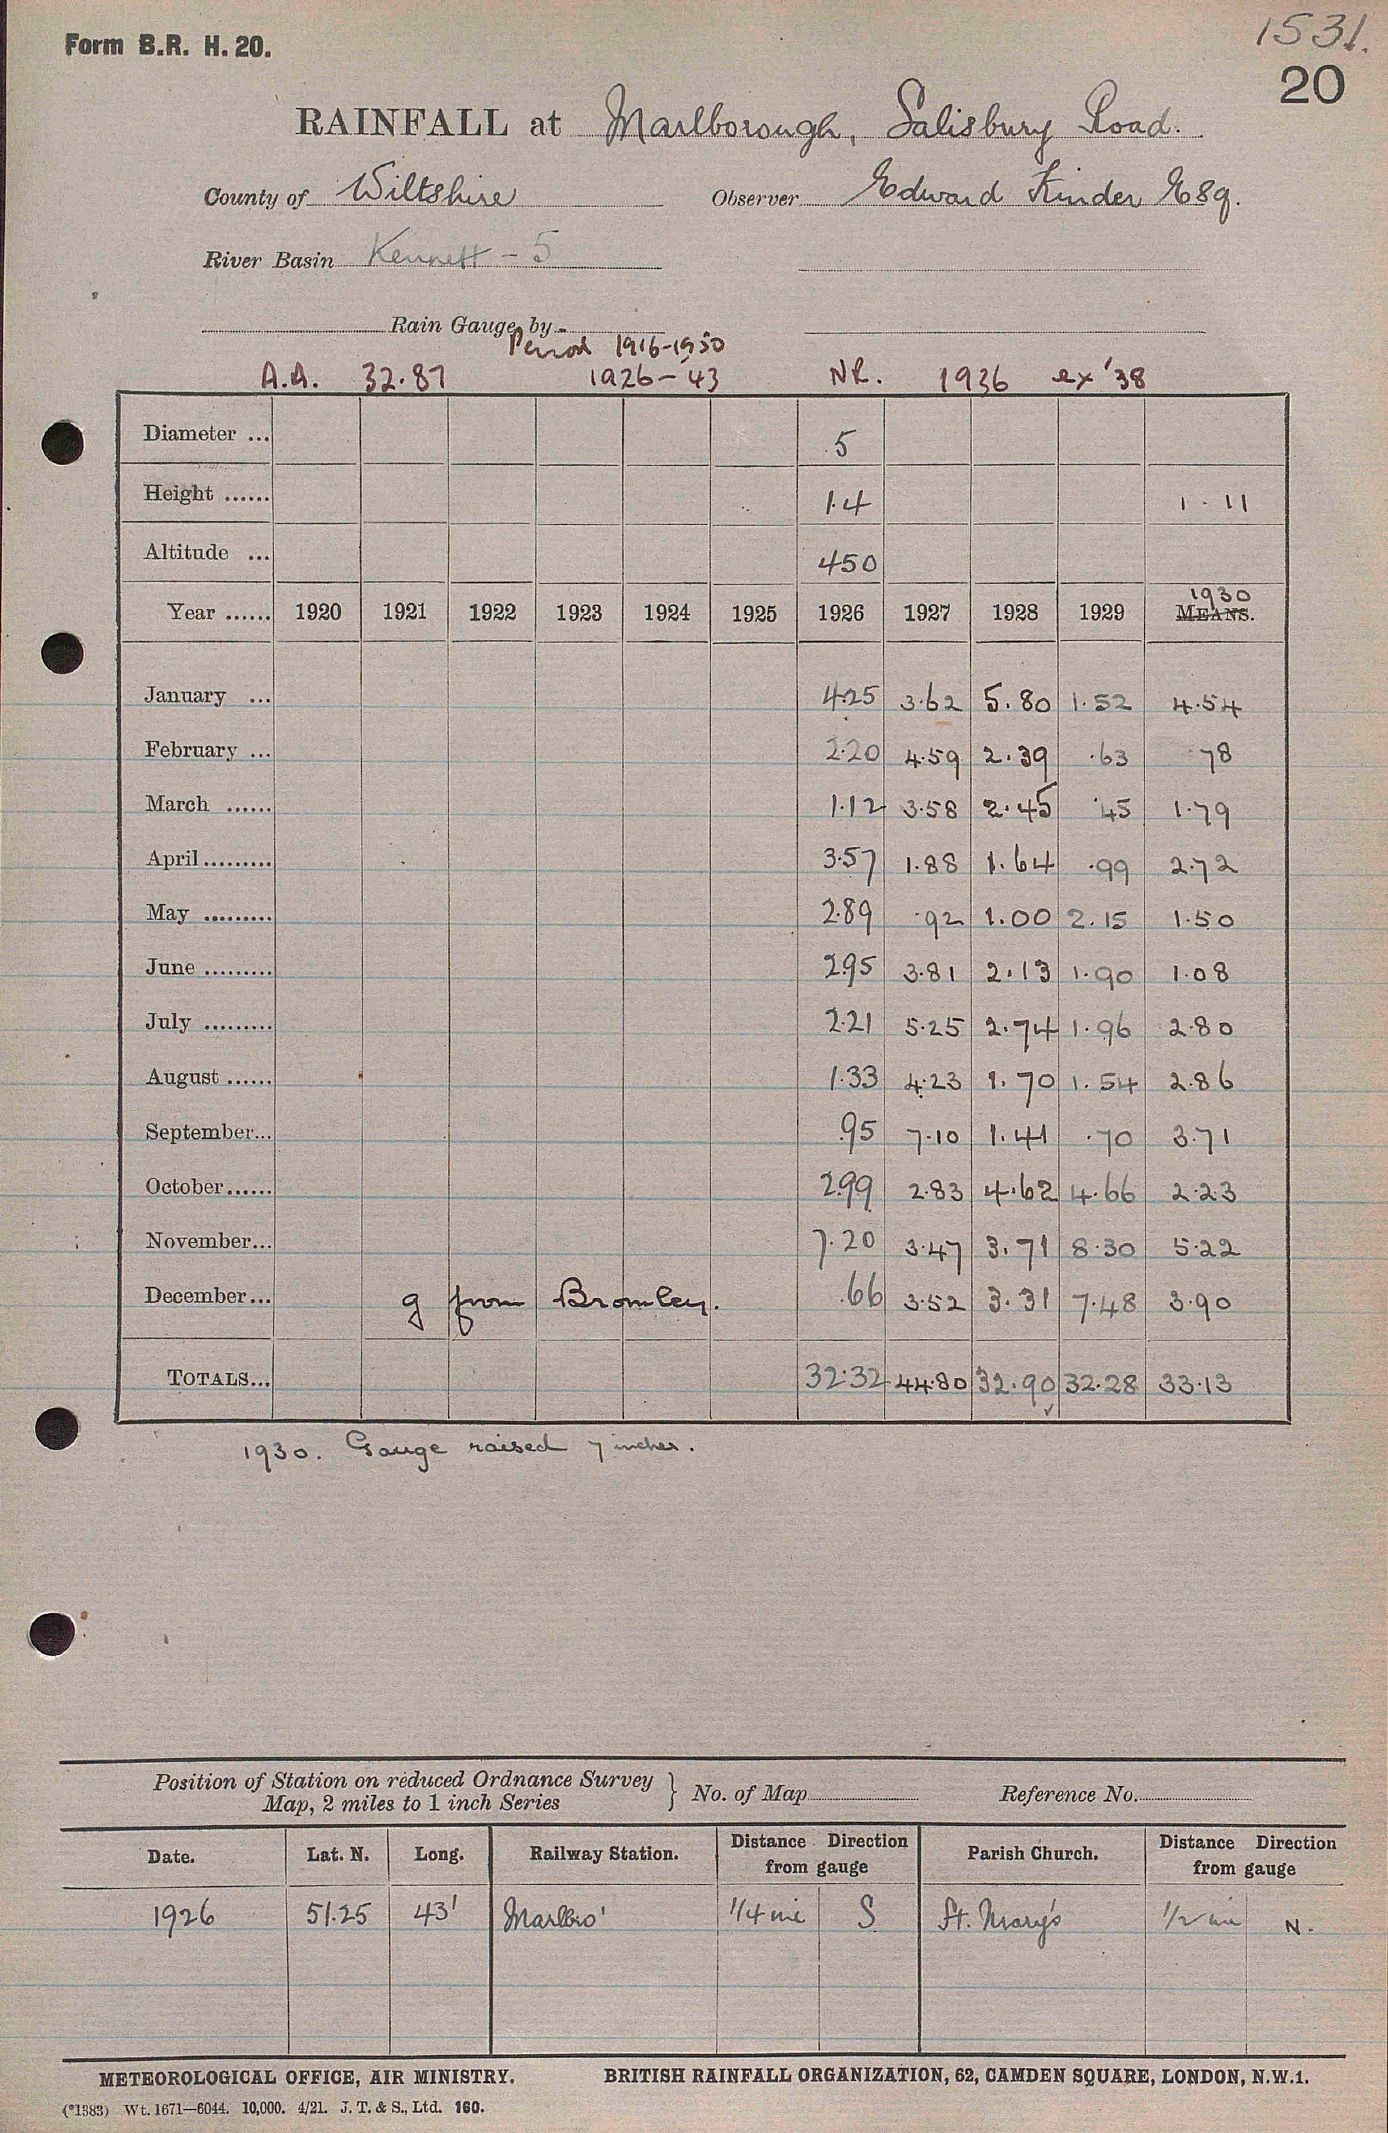 1531.
Form B.R. H. 20.
20
RAINFALL at Marlborough, Salisbury Road.
County of Wiltshire Observer Edward Kinder Esq.
River Basin Kennett - 5
Rain Gauge by
Period 1916-1950
A.A. 32.87 1926-'43 NR. 1936 ex '38
Diameter ... 5
Height ...... 1.4 1.11
Altitude ... 450
Year ...... 1920 1921 1922 1923 1924 1925 1926 1927 1928 1929 1930 MEANS.
January ... 4.25 3.62 5.80 1.52 4.54
February ... 2.20 4.59 2.39 .63 .78
March ...... 1.12 3.58 2.45 .45 1.79
April ......... 3.57 1.88 1.64 .99 2.72
May ......... 2.89 .92 1.00 2.15 1.50
June ......... 2.95 3.81 2.13 1.90 1.08
July ......... 2.21 5.25 2.74 1.96 2.80
August ...... 1.33 4.23 1.70 1.54 2.86
September... .95 7.10 1.41 .70 3.71
October...... 2.99 2.83 4.62 4.66 2.23
November... 7.20 3.47 3.71 8.30 5.22
December... g from Bromley. .66 3.52 3.31 7.48 3.90
TOTALS... 32.32 44.80 32.90 32.28 33.13
1930. Gauge raised 7 inches.
Position of Station on reduced Ordnance Survey
Map, 2 miles to 1 inch Series } No. of Map Reference No.
Date. Lat. N. Long. Railway Station. Distance Direction from gauge Parish Church. Distance Direction from gauge
1926 51.25 43' Marlbro' 1/4 mi S St. Mary's 1/2 mi N.
METEOROLOGICAL OFFICE, AIR MINISTRY. BRITISH RAINFALL ORGANIZATION, 62, CAMDEN SQUARE, LONDON, N.W.1.
(*1383) Wt. 1671—6044. 10,000. 4/21. J. T. & S., Ltd. 160.